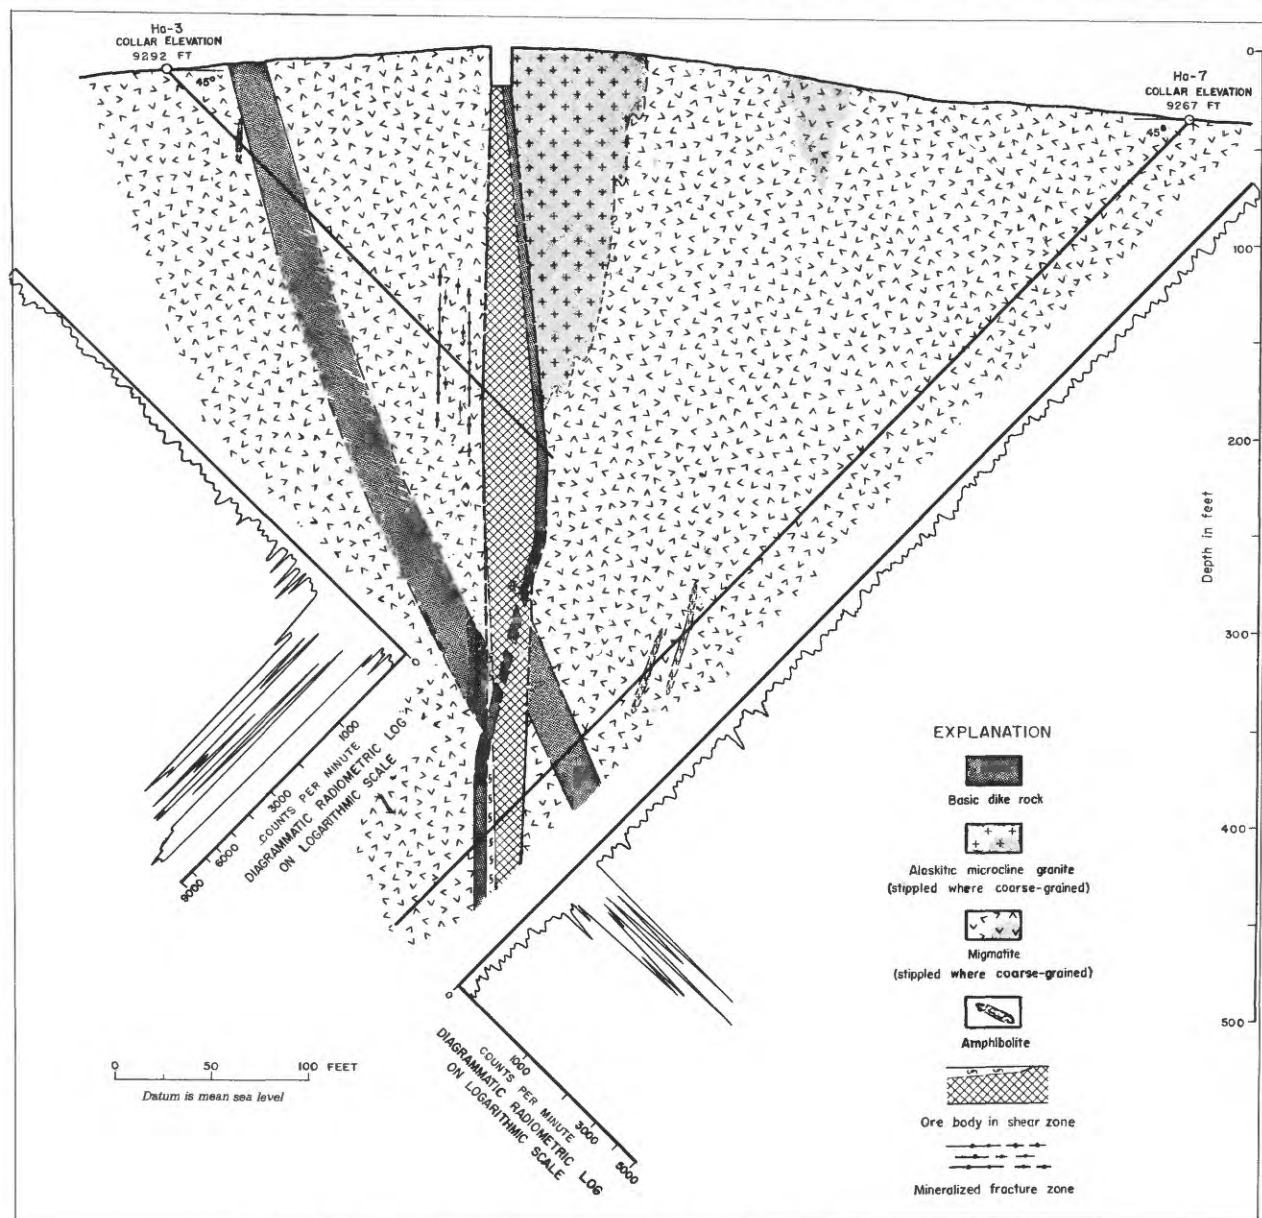 Ha-3
COLLAR ELEVATION
9292 FT
45°
Ha-7
COLLAR ELEVATION
9267 FT
45°
0
100
200
300
400
500
Depth in feet
?
?
0
1000
3000
6000
9000
COUNTS PER MINUTE
DIAGRAMMATIC RADIOMETRIC LOG
ON LOGARITHMIC SCALE
0
1000
3000
5000
COUNTS PER MINUTE
DIAGRAMMATIC RADIOMETRIC LOG
ON LOGARITHMIC SCALE
0 50 100 FEET
Datum is mean sea level
EXPLANATION
Basic dike rock
Alaskitic microcline granite
(stippled where coarse-grained)
Migmatite
(stippled where coarse-grained)
Amphibolite
Ore body in shear zone
Mineralized fracture zone